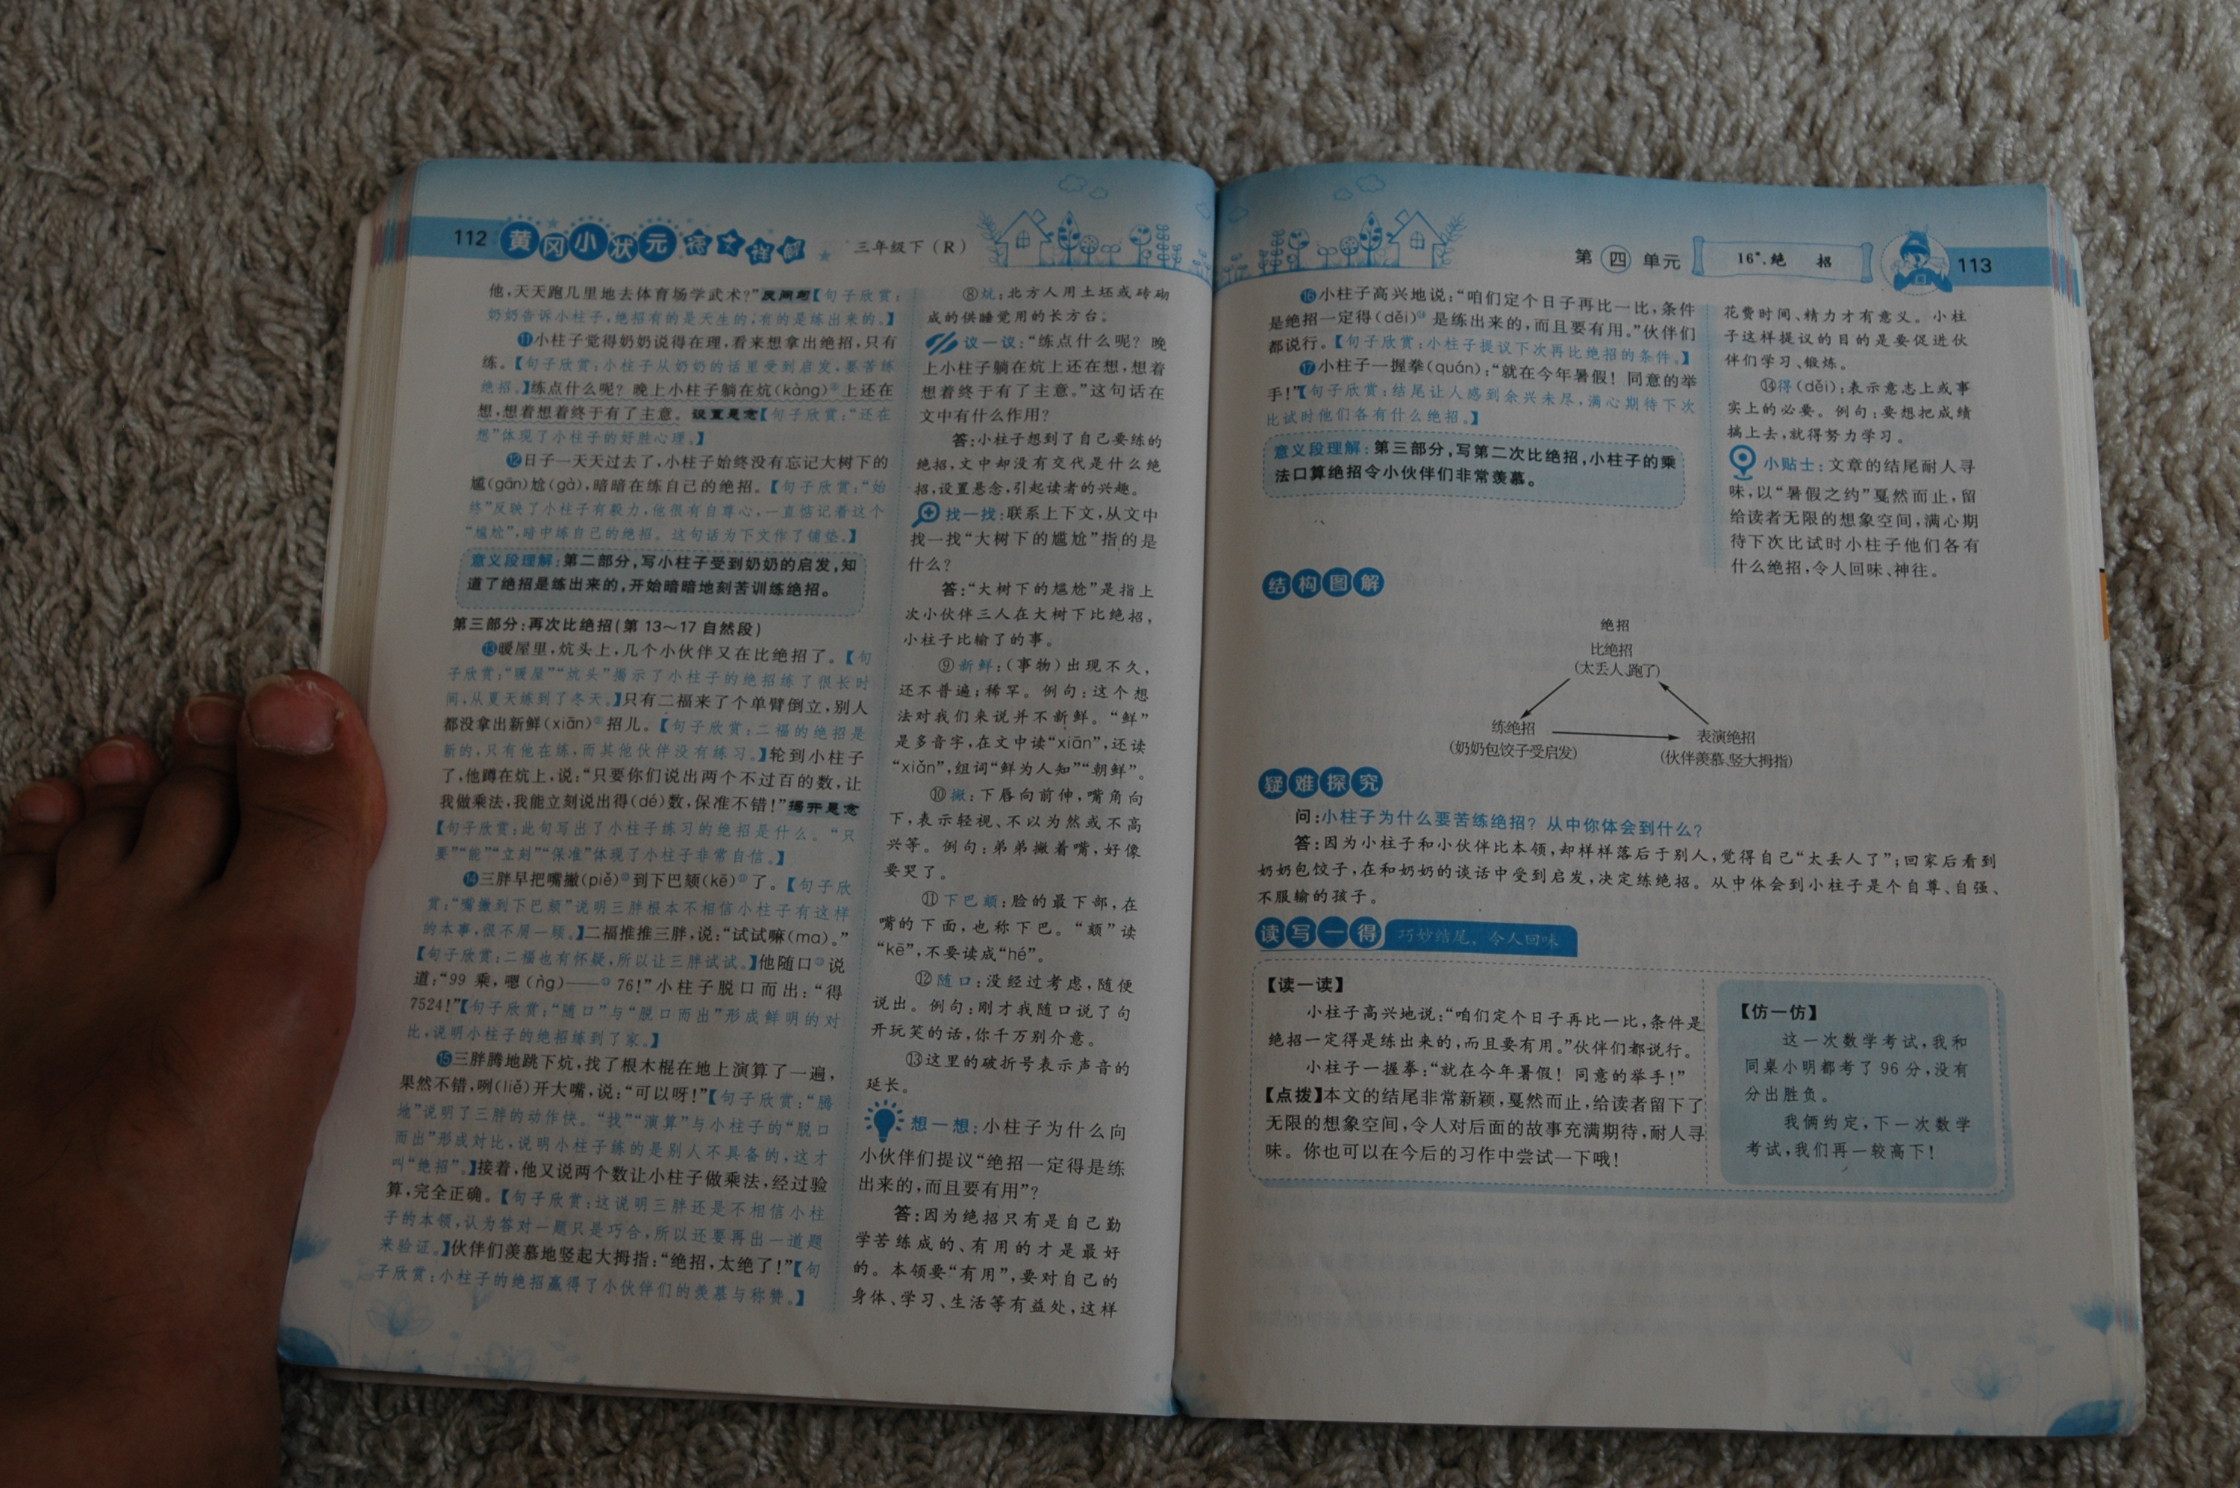 112 黄冈小状元 详解 三年级下(R)
他,天天跑几里地去体育场学武术?”反问句【句子欣赏:
奶奶告诉小柱子,绝招有的是天生的,有的是练出来的。】
⑪小柱子觉得奶奶说得在理,看来想拿出绝招,只有
练。【句子欣赏:小柱子从奶奶的话里受到启发,要苦练
绝招。】练点什么呢?晚上小柱子躺在炕(kàng)⑧上还在
想,想着想着终于有了主意。设置悬念【句子欣赏:“还在
想”体现了小柱子的好胜心理。】
⑫日子一天天过去了,小柱子始终没有忘记大树下的
尴(gān)尬(gà),暗暗在练自己的绝招。【句子欣赏:“始
终”反映了小柱子有毅力,他很有自尊心,一直惦记着这个
“尴尬”,暗中练自己的绝招。这句话为下文作了铺垫。】
意义段理解:第二部分,写小柱子受到奶奶的启发,知
道了绝招是练出来的,开始暗暗地刻苦训练绝招。
第三部分:再次比绝招(第13～17自然段)
⑬暖屋里,炕头上,几个小伙伴又在比绝招了。【句
子欣赏:“暖屋”“炕头”揭示了小柱子的绝招练了很长时
间,从夏天练到了冬天。】只有二福来了个单臂倒立,别人
都没拿出新鲜(xiān)⑨招儿。【句子欣赏:二福的绝招是
新的,只有他在练,而其他伙伴没有练习。】轮到小柱子
了,他蹲在炕上,说:“只要你们说出两个不过百的数,让
我做乘法,我能立刻说出得(dé)数,保准不错!”揭开悬念
【句子欣赏:此句写出了小柱子练习的绝招是什么。“只
要”“能”“立刻”“保准”体现了小柱子非常自信。】
⑭三胖早把嘴撇(piě)⑩到下巴颏(kē)⑪了。【句子欣
赏:“嘴撇到下巴颏”说明三胖根本不相信小柱子有这样
的本事,很不屑一顾。】二福推推三胖,说:“试试嘛(ma)。”
【句子欣赏:二福也有怀疑,所以让三胖试试。】他随口⑫说
道:“99乘,嗯(ǹg)——⑬76!”小柱子脱口而出:“得
7524!”【句子欣赏:“随口”与“脱口而出”形成鲜明的对
比,说明小柱子的绝招练到了家。】
⑮三胖腾地跳下炕,找了根木棍在地上演算了一遍,
果然不错,咧(liě)开大嘴,说:“可以呀!”【句子欣赏:“腾
地”说明了三胖的动作快。“找”“演算”与小柱子的“脱口
而出”形成对比,说明小柱子练的是别人不具备的,这才
叫“绝招”。】接着,他又说两个数让小柱子做乘法,经过验
算,完全正确。【句子欣赏:这说明三胖还是不相信小柱
子的本领,认为答对一题只是巧合,所以还要再出一道题
来验证。】伙伴们羡慕地竖起大拇指:“绝招,太绝了!”【句
子欣赏:小柱子的绝招赢得了小伙伴们的羡慕与称赞。】
⑧炕:北方人用土坯或砖砌
成的供睡觉用的长方台。
议一议:“练点什么呢?晚
上小柱子躺在炕上还在想,想着
想着终于有了主意。”这句话在
文中有什么作用?
答:小柱子想到了自己要练的
绝招,文中却没有交代是什么绝
招,设置悬念,引起读者的兴趣。
找一找:联系上下文,从文中
找一找“大树下的尴尬”指的是
什么?
答:“大树下的尴尬”是指上
次小伙伴三人在大树下比绝招,
小柱子比输了的事。
⑨新鲜:(事物)出现不久,
还不普遍;稀罕。例句:这个想
法对我们来说并不新鲜。“鲜”
是多音字,在文中读“xiān”,还读
“xiǎn”,组词“鲜为人知”“朝鲜”。
⑩撇:下唇向前伸,嘴角向
下,表示轻视、不以为然或不高
兴等。例句:弟弟撇着嘴,好像
要哭了。
⑪下巴颏:脸的最下部,在
嘴的下面,也称下巴。“颏”读
“kē”,不要读成“hé”。
⑫随口:没经过考虑,随便
说出。例句:刚才我随口说了句
开玩笑的话,你千万别介意。
⑬这里的破折号表示声音的
延长。
想一想:小柱子为什么向
小伙伴们提议“绝招一定得是练
出来的,而且要有用”?
答:因为绝招只有是自己勤
学苦练成的、有用的才是最好
的。本领要“有用”,要对自己的
身体、学习、生活等有益处,这样
第四单元 16*.绝 招 113
⑯小柱子高兴地说:“咱们定个日子再比一比,条件
是绝招一定得(děi)⑭是练出来的,而且要有用。”伙伴们
都说行。【句子欣赏:小柱子提议下次再比绝招的条件。】
⑰小柱子一握拳(quán):“就在今年暑假!同意的举
手!”【句子欣赏:结尾让人感到余兴未尽,满心期待下次
比试时他们各有什么绝招。】
意义段理解:第三部分,写第二次比绝招,小柱子的乘
法口算绝招令小伙伴们非常羡慕。
花费时间、精力才有意义。小柱
子这样提议的目的是要促进伙
伴们学习、锻炼。
⑭得(děi):表示意志上或事
实上的必要。例句:要想把成绩
搞上去,就得努力学习。
小贴士:文章的结尾耐人寻
味,以“暑假之约”戛然而止,留
给读者无限的想象空间,满心期
待下次比试时小柱子他们各有
什么绝招,令人回味、神往。
结构图解
绝招
比绝招
(太丢人,跑了)
练绝招
(奶奶包饺子受启发)
表演绝招
(伙伴羡慕,竖大拇指)
疑难探究
问:小柱子为什么要苦练绝招?从中你体会到什么?
答:因为小柱子和小伙伴比本领,却样样落后于别人,觉得自己“太丢人了”;回家后看到
奶奶包饺子,在和奶奶的谈话中受到启发,决定练绝招。从中体会到小柱子是个自尊、自强、
不服输的孩子。
读写一得 巧妙结尾,令人回味
【读一读】
小柱子高兴地说:“咱们定个日子再比一比,条件是
绝招一定得是练出来的,而且要有用。”伙伴们都说行。
小柱子一握拳:“就在今年暑假!同意的举手!”
【点拨】本文的结尾非常新颖,戛然而止,给读者留下了
无限的想象空间,令人对后面的故事充满期待,耐人寻
味。你也可以在今后的习作中尝试一下哦!
【仿一仿】
这一次数学考试,我和
同桌小明都考了96分,没有
分出胜负。
我俩约定,下一次数学
考试,我们再一较高下!